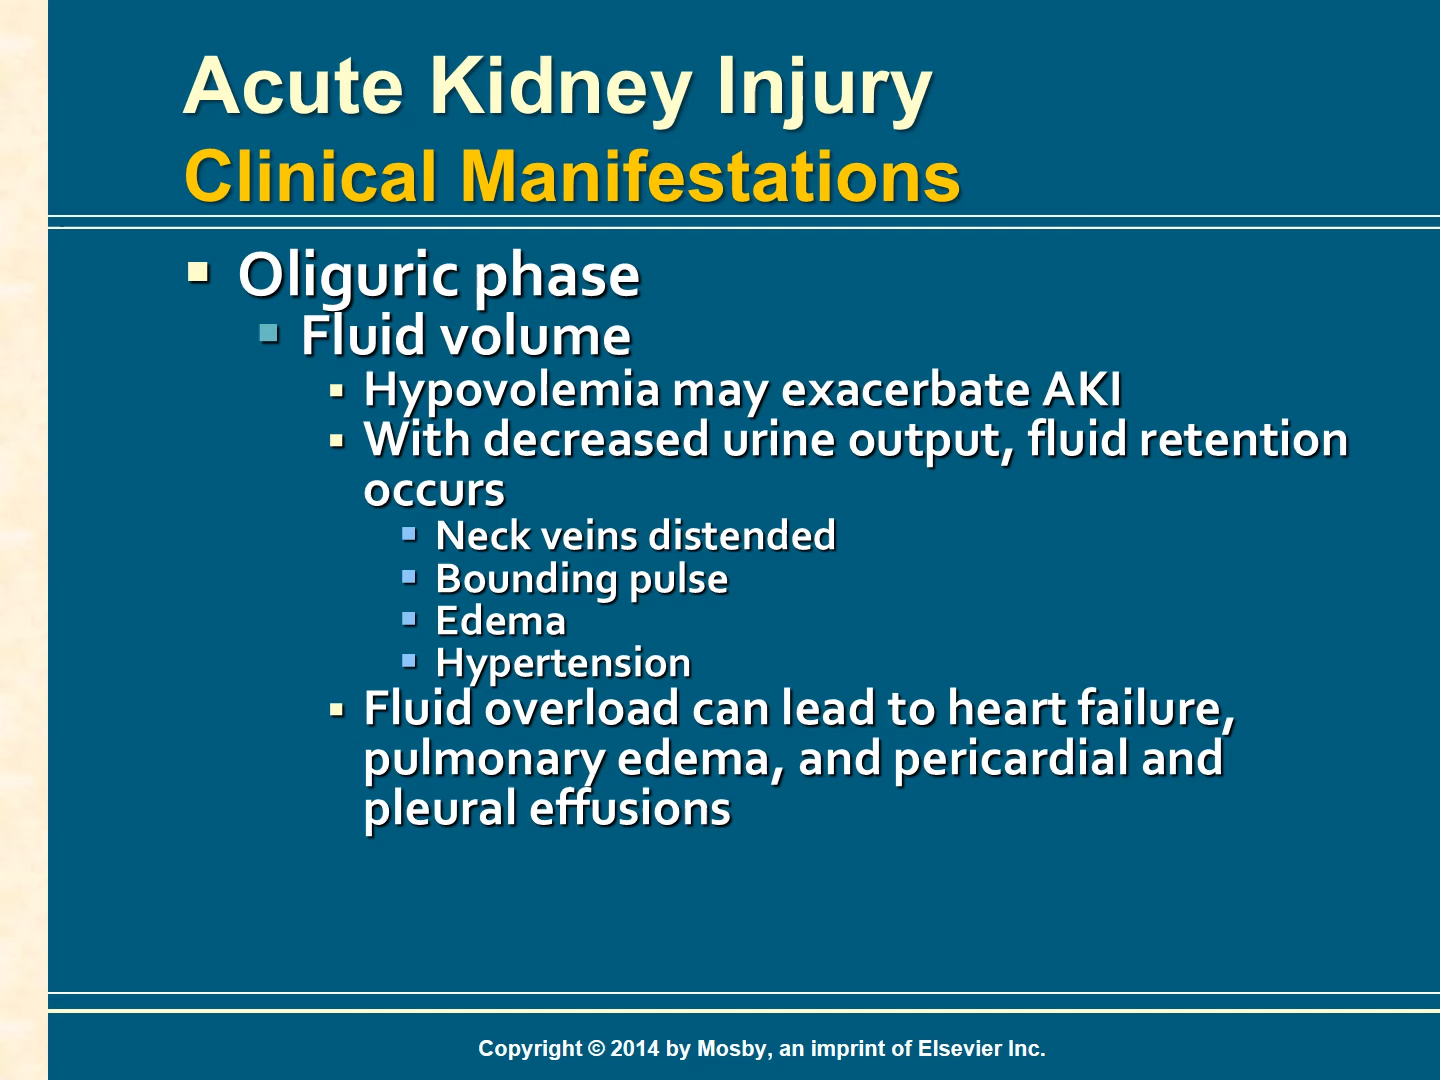 Acute Kidney Injury
Clinical Manifestations
Oliguric phase
Fluid volume
Hypovolemia may exacerbate AKI
With decreased urine output, fluid retention
occurs
Neck veins distended
Bounding pulse
Edema
Hypertension
Fluid overload can lead to heart failure,
pulmonary edema, and pericardial and
pleural effusions
Copyright © 2014 by Mosby, an imprint of Elsevier Inc.